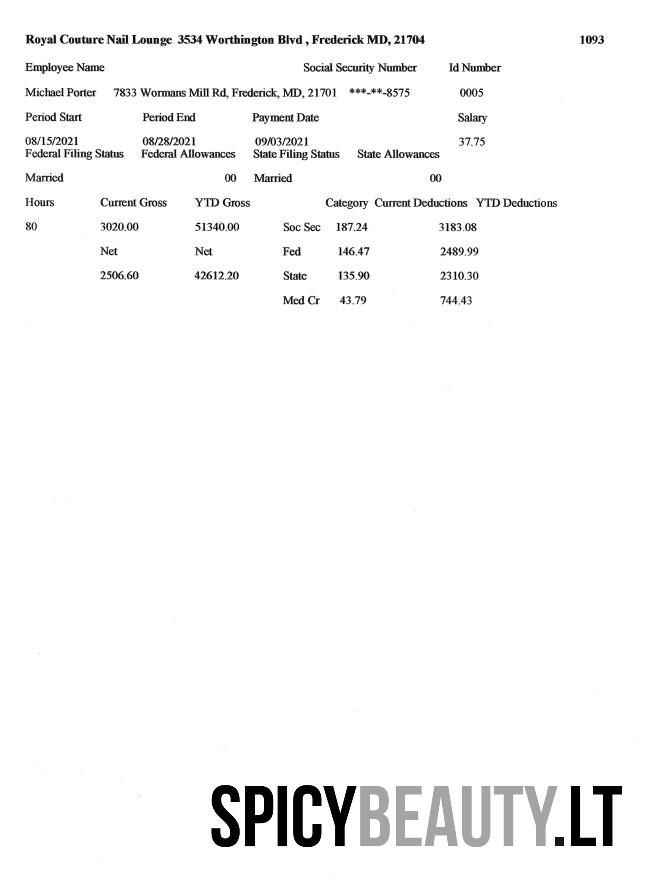 Royal Couture Nail Lounge 3534 Worthington Blvd , Frederick MD, 21704 1093
Employee Name Social Security Number Id Number
Michael Porter 7833 Wormans Mill Rd, Frederick, MD, 21701 ***-**-8575 0005
Period Start Period End Payment Date Salary
08/15/2021 08/28/2021 09/03/2021 37.75
Federal Filing Status Federal Allowances State Filing Status State Allowances
Married 00 Married 00
Hours Current Gross YTD Gross Category Current Deductions YTD Deductions
80 3020.00 51340.00 Soc Sec 187.24 3183.08
Net Net Fed 146.47 2489.99
2506.60 42612.20 State 135.90 2310.30
Med Cr 43.79 744.43
SPICYBEAUTY.LT